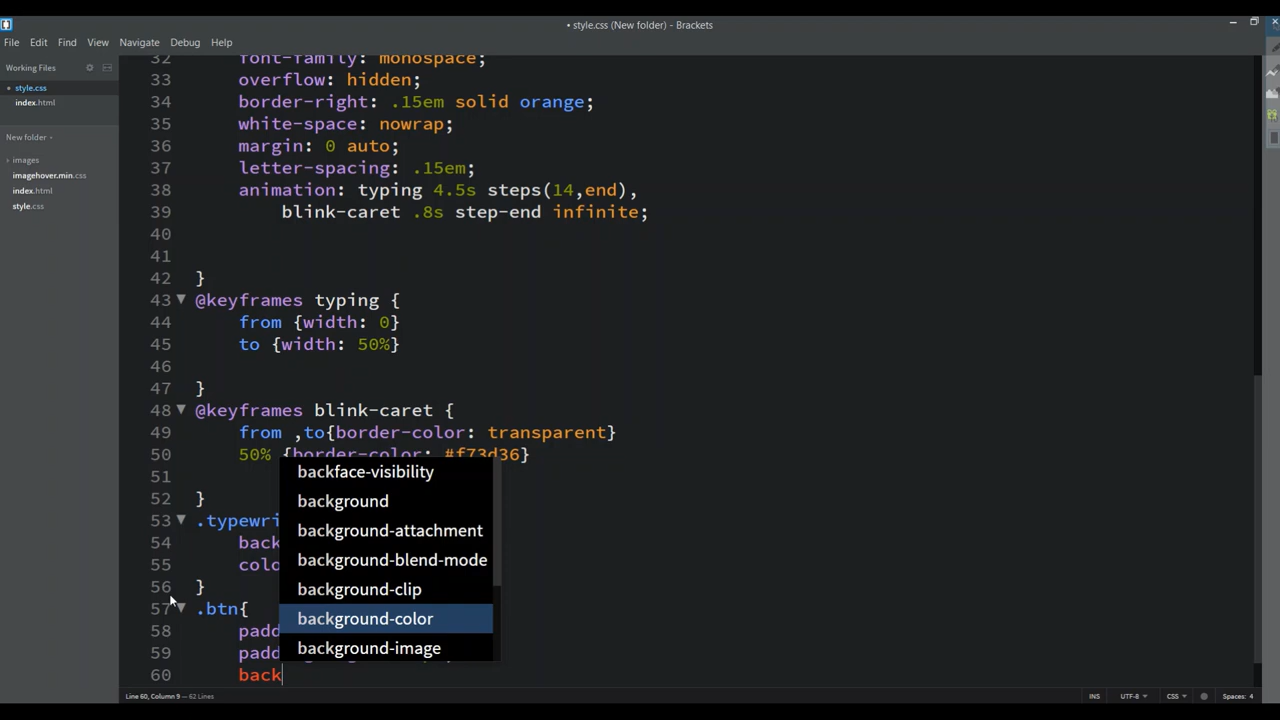 • style.css (New folder) - Brackets
File Edit Find View Navigate Debug Help
Working Files
• style.css
index.html
New folder
images
imagehover.min.css
index.html
style.css
32 font-family: monospace;
33 overflow: hidden;
34 border-right: .15em solid orange;
35 white-space: nowrap;
36 margin: 0 auto;
37 letter-spacing: .15em;
38 animation: typing 4.5s steps(14,end),
39 blink-caret .8s step-end infinite;
40
41
42 }
43 @keyframes typing {
44 from {width: 0}
45 to {width: 50%}
46
47 }
48 @keyframes blink-caret {
49 from ,to{border-color: transparent}
50 50% {border-color: #f73d36}
51
52 }
53 .typewri
54 back
55 colo
56 }
57 .btn{
58 padd
59 padd
60 back
backface-visibility
background
background-attachment
background-blend-mode
background-clip
background-color
background-image
Line 60, Column 9 — 62 Lines
INS UTF-8 CSS Spaces: 4